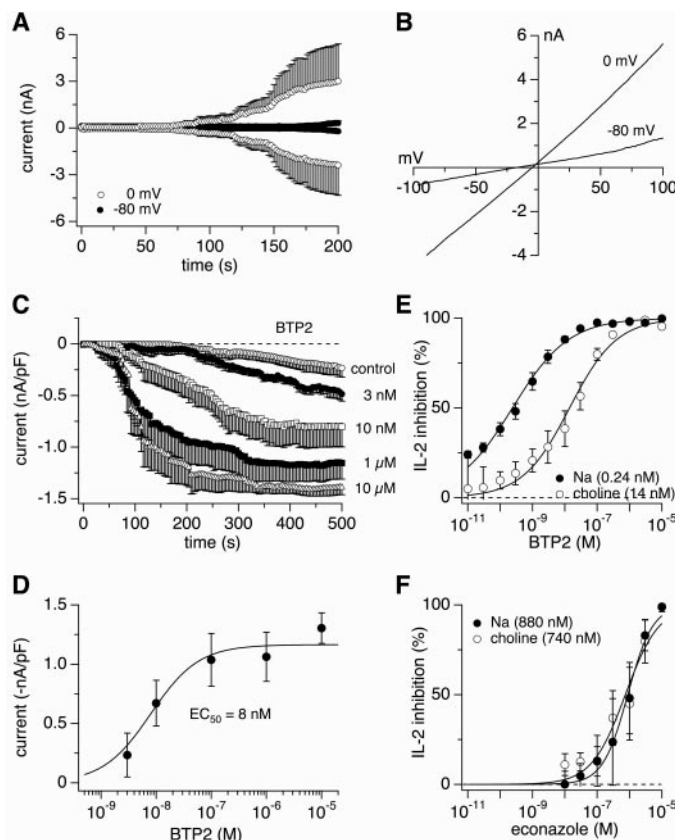 A
current (nA)
6
3
0
-3
-6
0 mV
-80 mV
0
50
100
150
200
time (s)
B
nA
6
4
2
-2
-4
mV
-100
-50
50
100
0 mV
-80 mV
C
current (nA/pF)
0
-0.5
-1.0
-1.5
BTP2
control
3 nM
10 nM
1 µM
10 µM
0
100
200
300
400
500
time (s)
E
IL-2 inhibition (%)
100
50
0
Na (0.24 nM)
choline (14 nM)
10⁻¹¹
10⁻⁹
10⁻⁷
10⁻⁵
BTP2 (M)
D
current (-nA/pF)
1.5
1.0
0.5
0
EC₅₀ = 8 nM
10⁻⁹
10⁻⁸
10⁻⁷
10⁻⁶
10⁻⁵
BTP2 (M)
F
IL-2 inhibition (%)
100
50
0
Na (880 nM)
choline (740 nM)
10⁻¹¹
10⁻⁹
10⁻⁷
10⁻⁵
econazole (M)